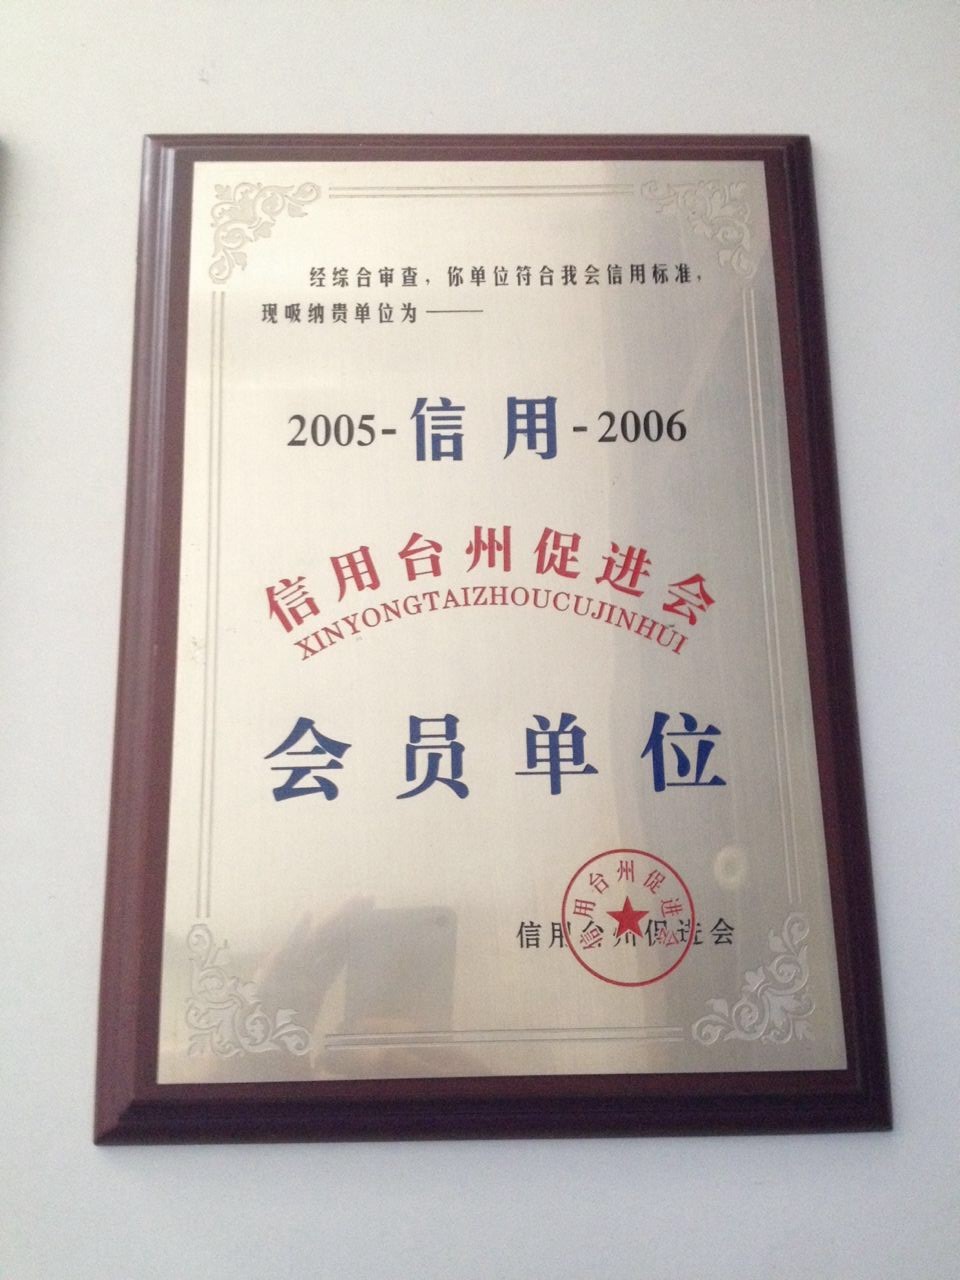 经综合审查，你单位符合我会信用标准，
现吸纳贵单位为———
2005-信用-2006
信用台州促进会
XINYONGTAIZHOUCUJINHUI
会员单位
信用台州促进会
信用台州促进会